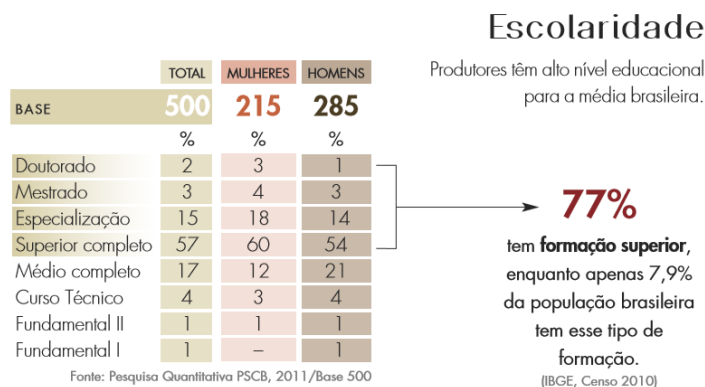 Escolaridade
Produtores têm alto nível educacional
para a média brasileira.
TOTAL MULHERES HOMENS
BASE 500 215 285
% % %
Doutorado 2 3 1
Mestrado 3 4 3
Especialização 15 18 14
Superior completo 57 60 54
Médio completo 17 12 21
Curso Técnico 4 3 4
Fundamental II 1 1 1
Fundamental I 1 – 1
Fonte: Pesquisa Quantitativa PSCB, 2011/Base 500
77%
tem formação superior,
enquanto apenas 7,9%
da população brasileira
tem esse tipo de
formação.
(IBGE, Censo 2010)